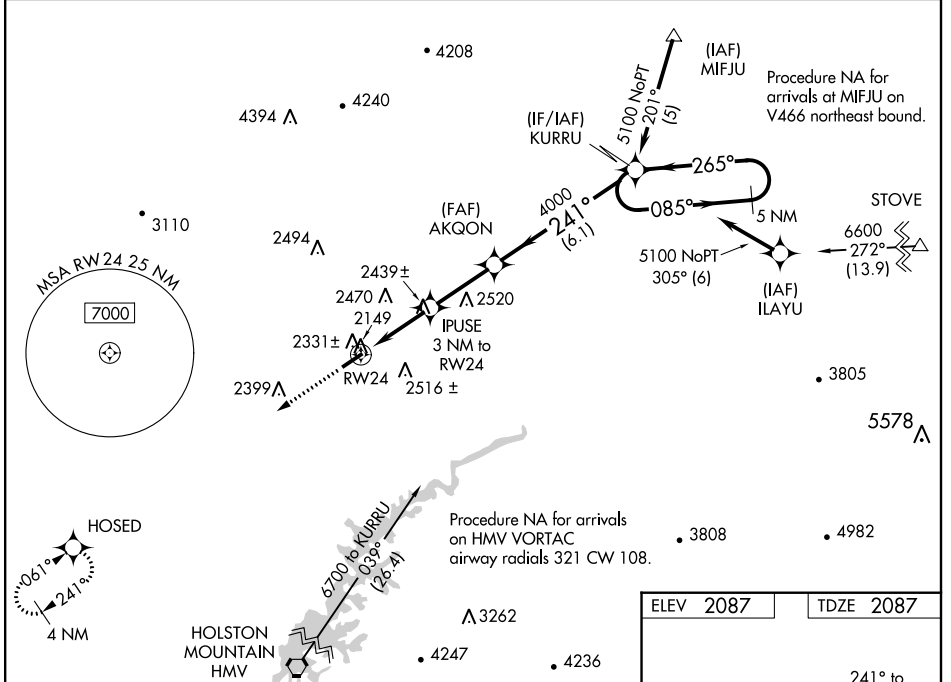 4208
(IAF)
MIFJU
4240
4394
5100 NoPT
201°
(5)
Procedure NA for
arrivals at MIFJU on
V466 northeast bound.
(IF/IAF)
KURRU
265°
085°
5 NM
4000
241°
(6.1)
STOVE
6600
272°
(13.9)
5100 NoPT
305° (6)
(IAF)
ILAYU
3110
(FAF)
AKQON
2494
MSA RW 24 25 NM
7000
2439 ±
2470
2520
2149
IPUSE
3 NM to
RW24
2331 ±
RW24
2399
2516 ±
3805
5578
HOSED
061°
241°
4 NM
6700 to KURRU
039°
(26.4)
Procedure NA for arrivals
on HMV VORTAC
airway radials 321 CW 108.
3808
4982
3262
HOLSTON
MOUNTAIN
HMV
4247
4236
ELEV 2087
TDZE 2087
241° to